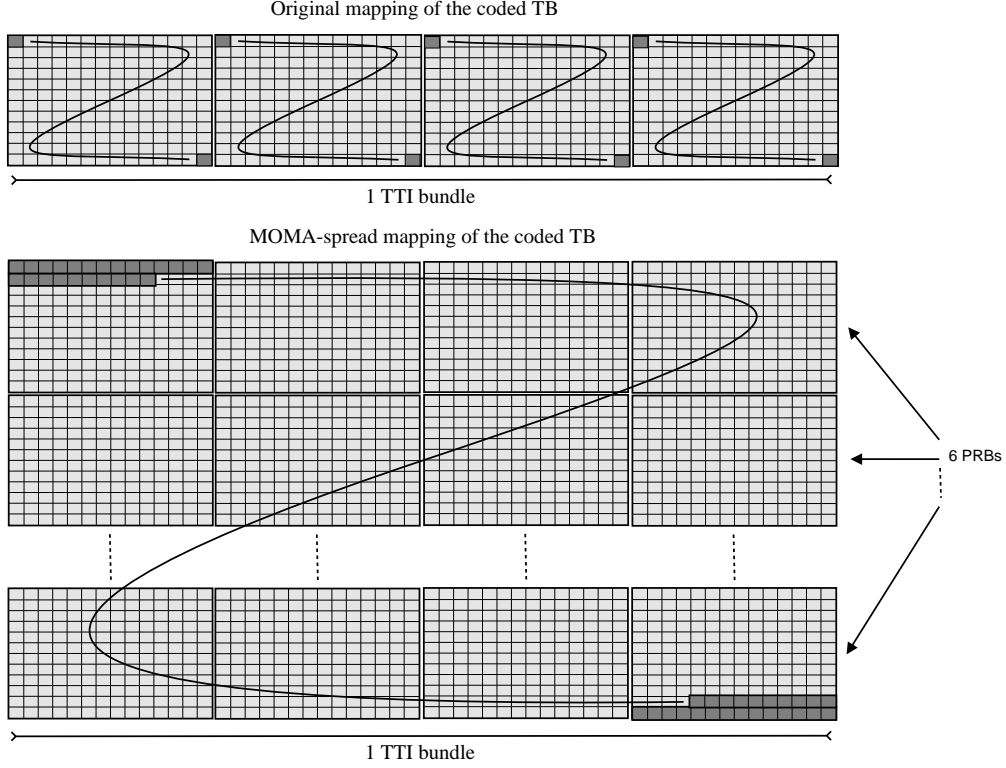 Original mapping of the coded TB
1 TTI bundle
MOMA-spread mapping of the coded TB
6 PRBs
1 TTI bundle